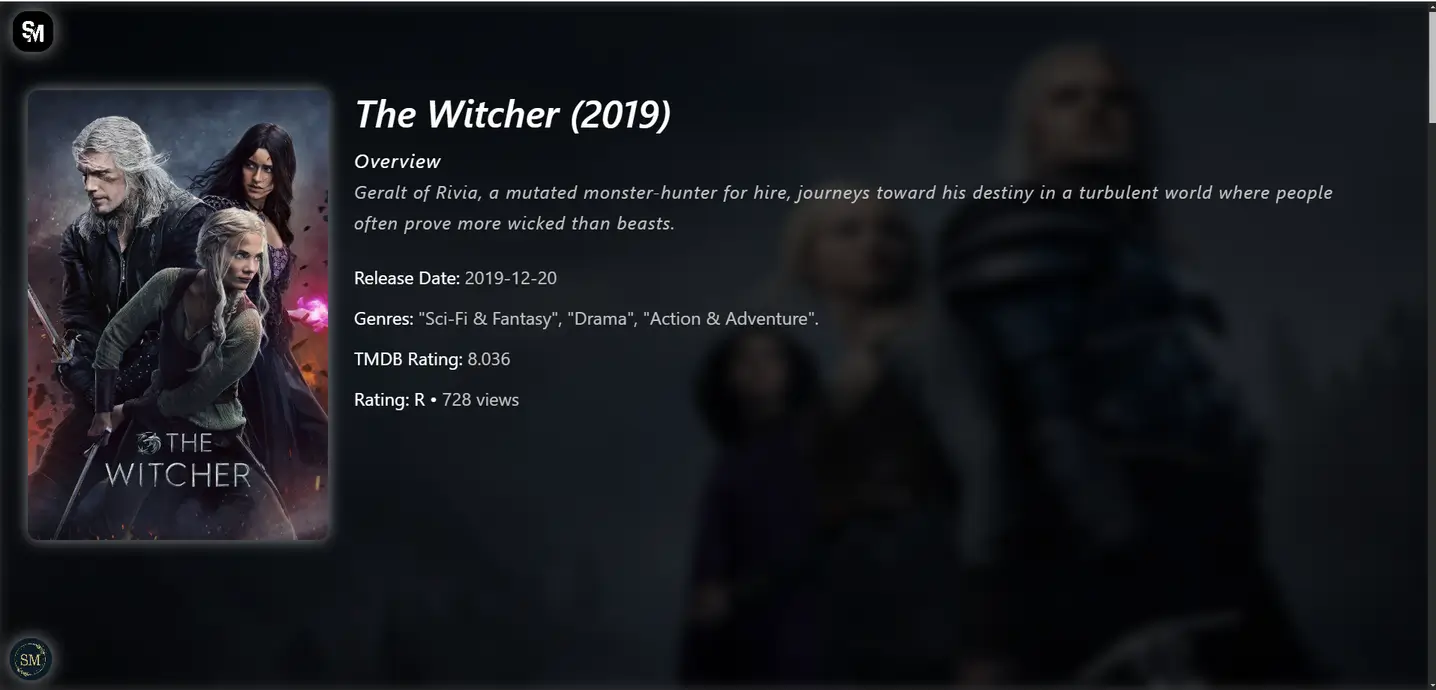 SM
The Witcher (2019)
Overview
Geralt of Rivia, a mutated monster-hunter for hire, journeys toward his destiny in a turbulent world where people
often prove more wicked than beasts.
Release Date: 2019-12-20
Genres: "Sci-Fi & Fantasy", "Drama", "Action & Adventure".
TMDB Rating: 8.036
Rating: R • 728 views
THE
WITCHER
SM